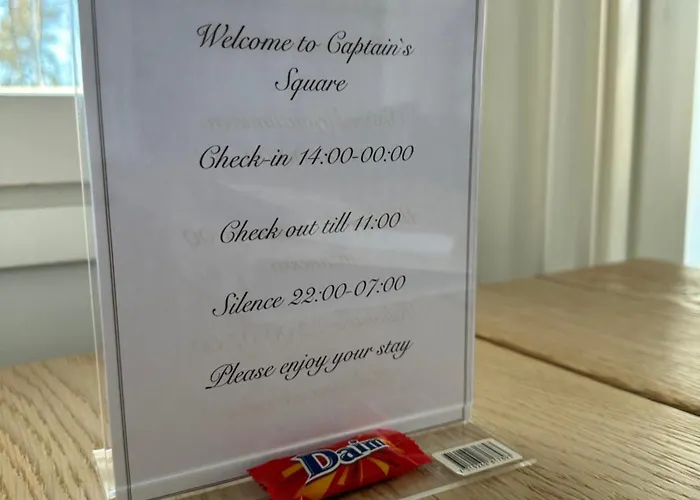 Welcome to Captain`s
Square
Check-in 14:00-00:00
Check out till 11:00
Silence 22:00-07:00
Please enjoy your stay
Daim